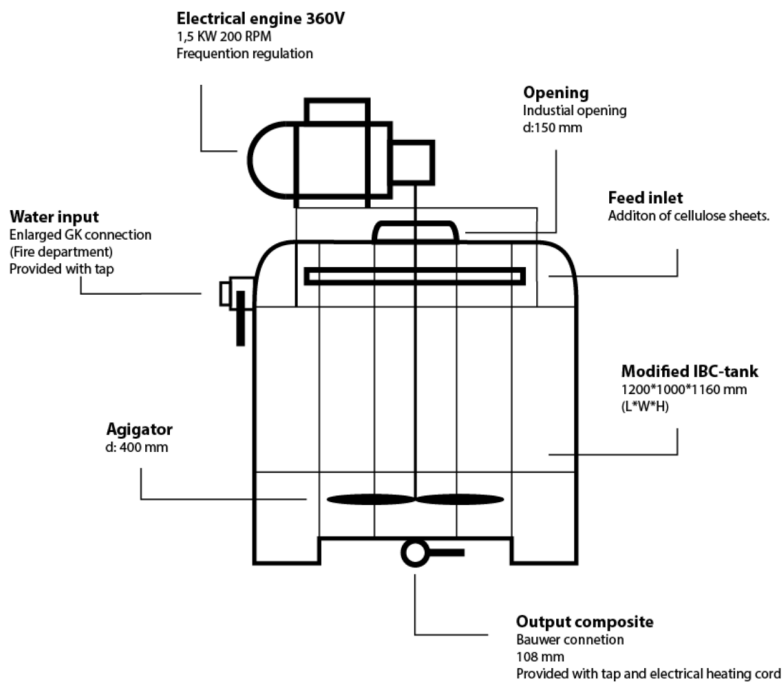 Electrical engine 360V
1,5 KW 200 RPM
Frequention regulation
Opening
Industial opening
d:150 mm
Feed inlet
Additon of cellulose sheets.
Water input
Enlarged GK connection
(Fire department)
Provided with tap
Modified IBC-tank
1200*1000*1160 mm
(L*W*H)
Agigator
d: 400 mm
Output composite
Bauwer connetion
108 mm
Provided with tap and electrical heating cord